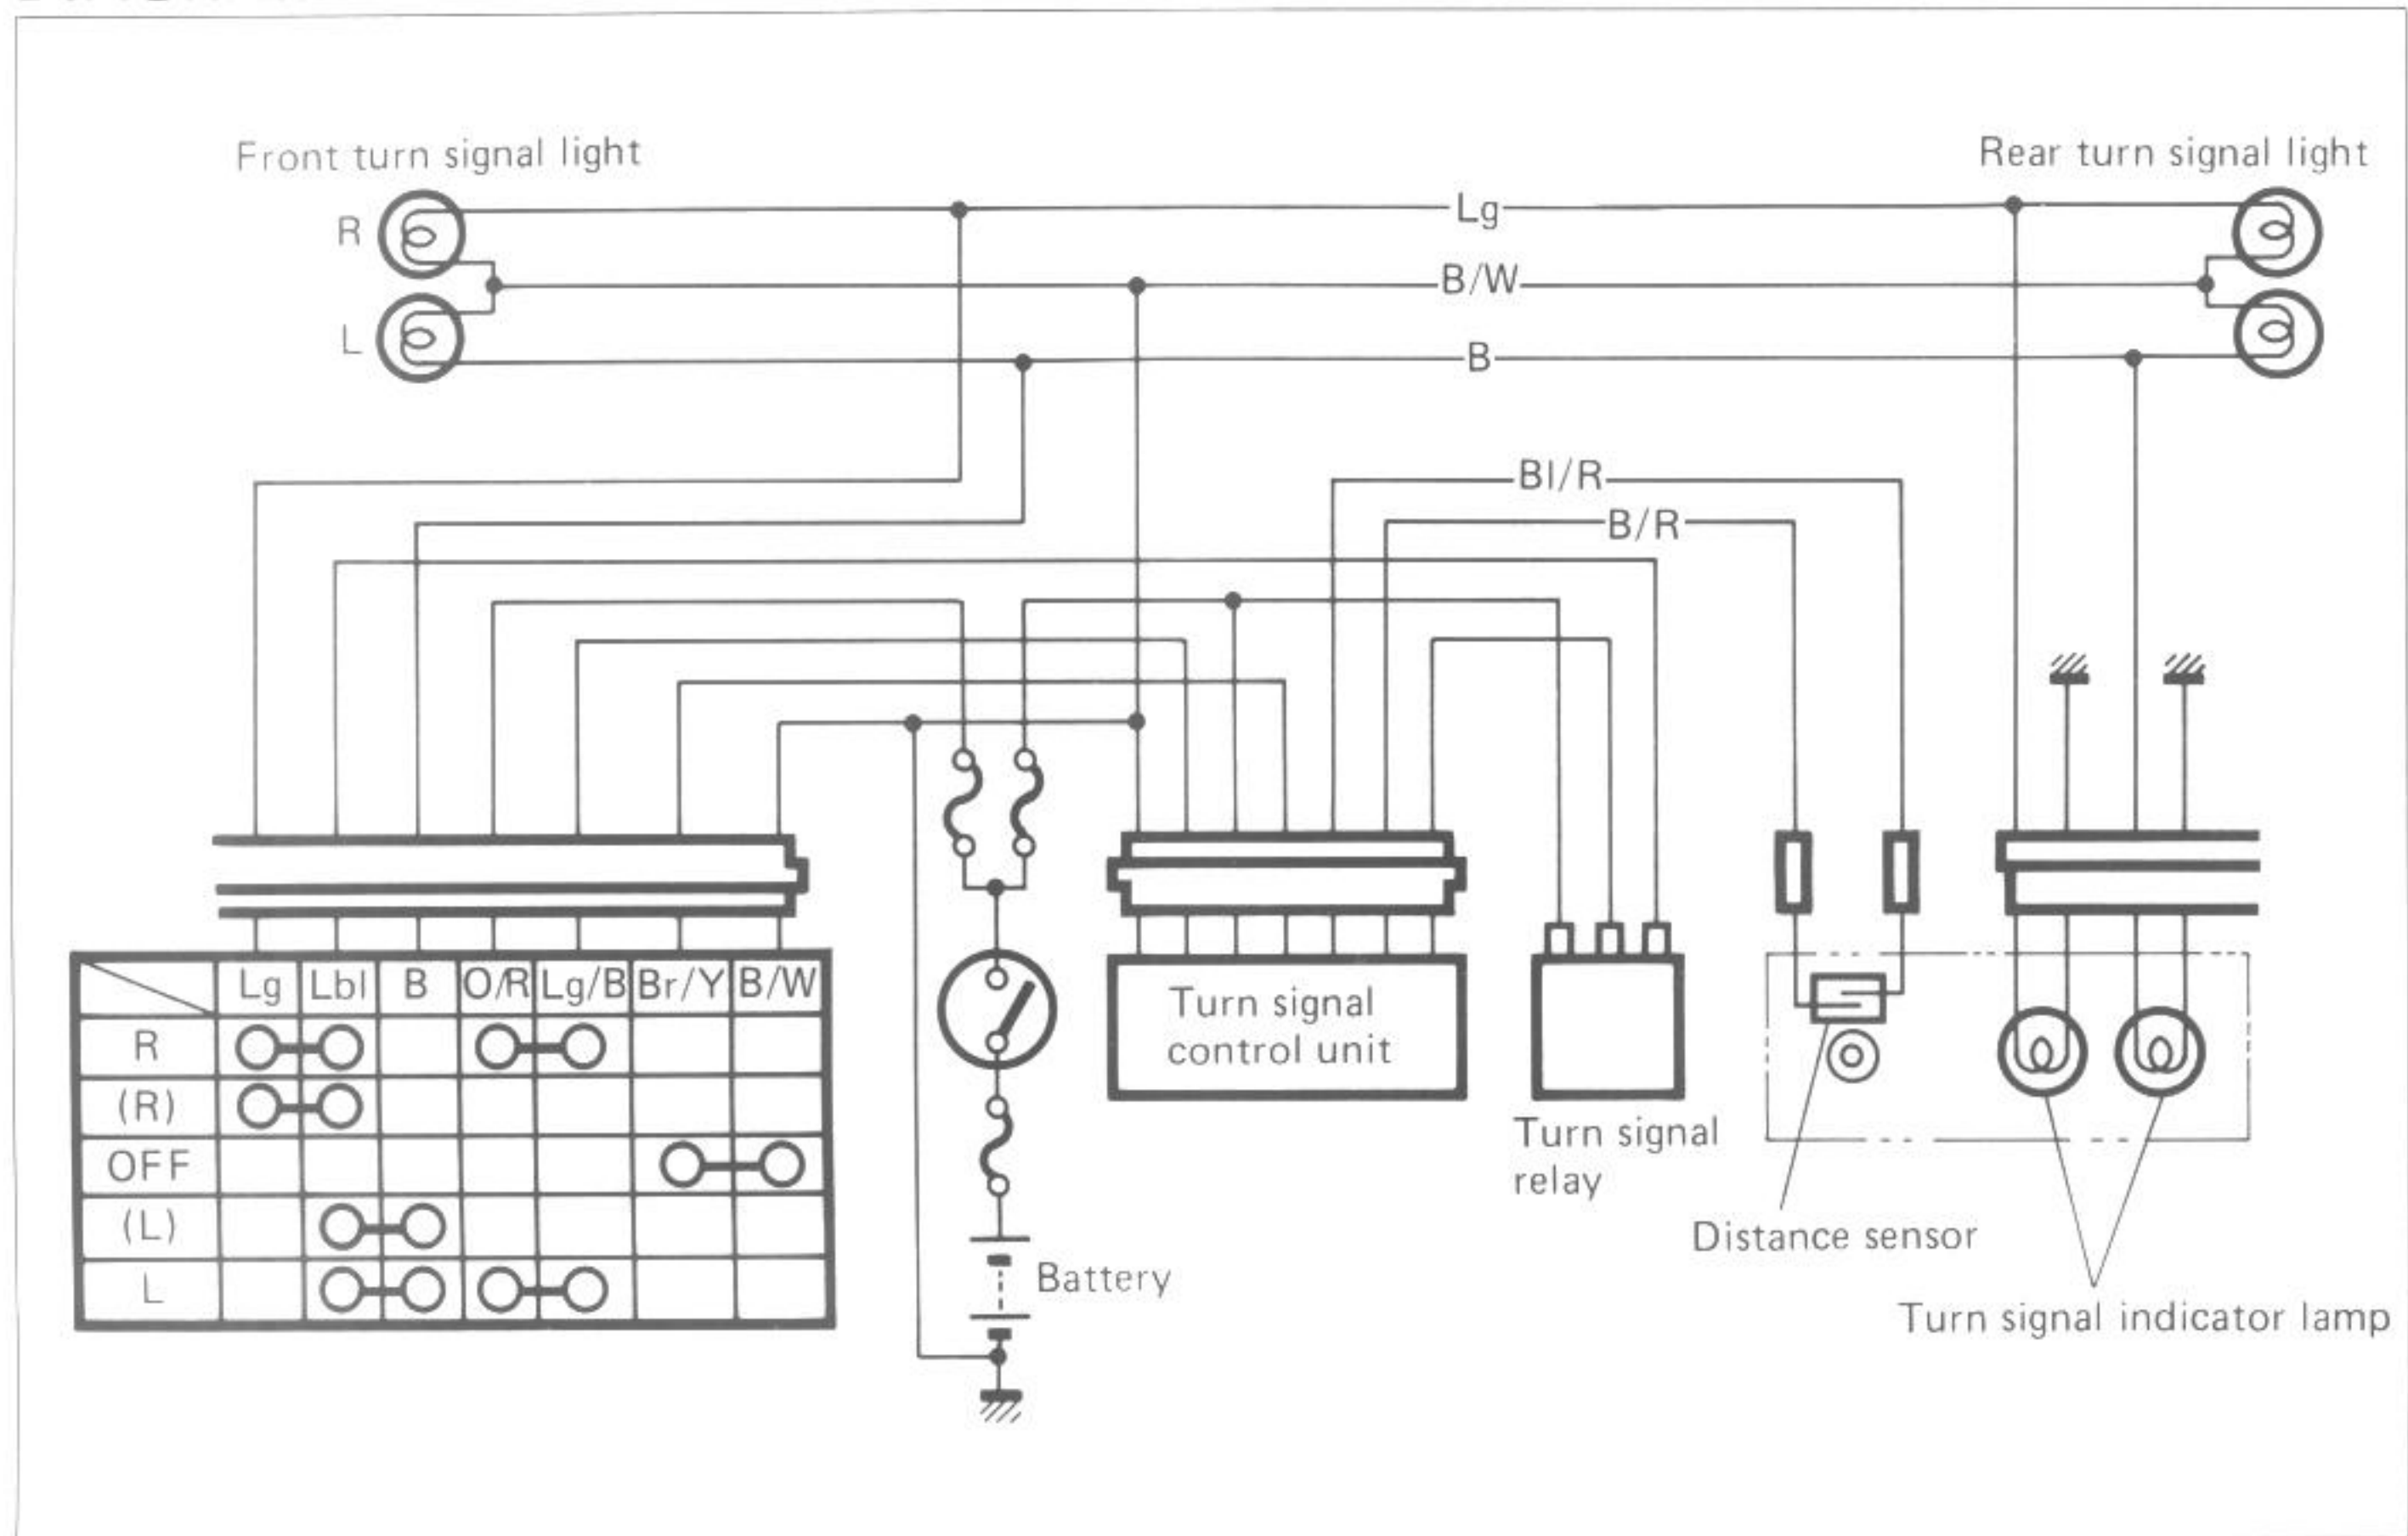 Front turn signal light
Rear turn signal light
R
Lg
B/W
L
B
Bl/R
B/R
Lg Lbl B O/R Lg/B Br/Y B/W
R
(R)
OFF
(L)
L
Turn signal
control unit
Turn signal
relay
Distance sensor
Battery
Turn signal indicator lamp